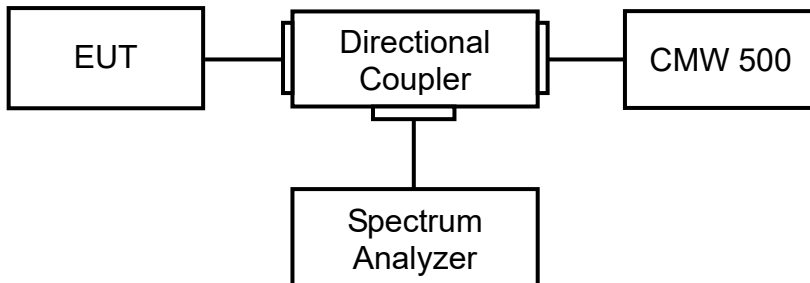 EUT
Directional
Coupler
CMW 500
Spectrum
Analyzer